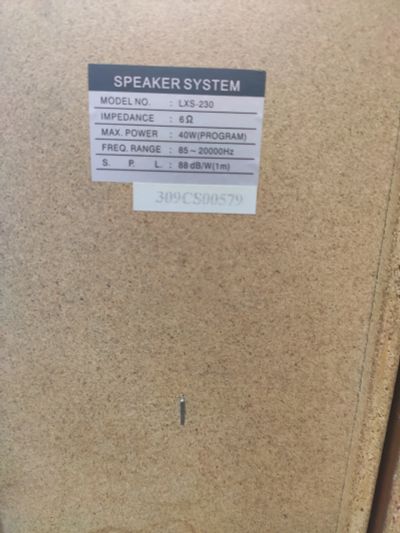 SPEAKER SYSTEM
MODEL NO. : LXS-230
IMPEDANCE : 6Ω
MAX. POWER : 40W(PROGRAM)
FREQ. RANGE : 85～20000Hz
S. P. L. : 88 dB/W(1m)
309CS00579